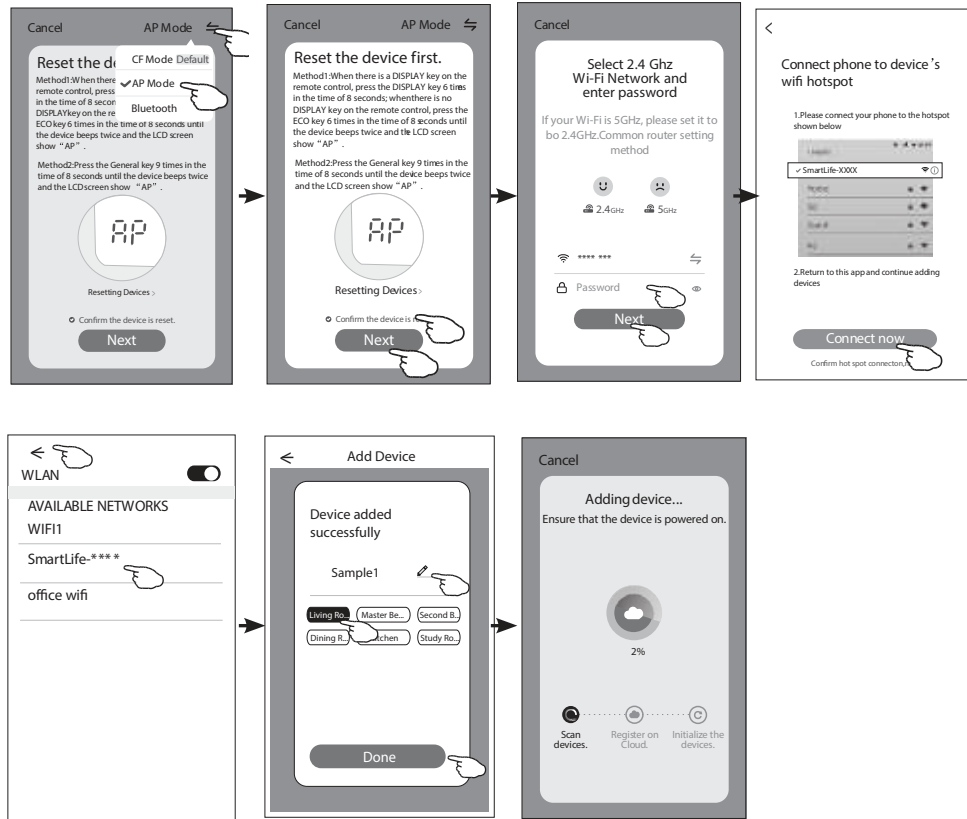 Cancel AP Mode
CF Mode Default
AP Mode
Bluetooth
Reset the d
Method1:When there
remote control, press
in the time of 8 secon
DISPLAYkey on the re
ECO key 6 times in the time of 8 seconds until
the device beeps twice and the LCD screen
show “AP”.
Method2:Press the General key 9 times in the
time of 8 seconds until the device beeps twice
and the LCD screen show “AP”.
AP
Resetting Devices >
Confirm the device is reset.
Next
Cancel AP Mode
Reset the device first.
Method1:When there is a DISPLAY key on the
remote control, press the DISPLAY key 6 times
in the time of 8 seconds; whenthere is no
DISPLAY key on the remote control, press the
ECO key 6 times in the time of 8 seconds until
the device beeps twice and the LCD screen
show “AP”.
Method2:Press the General key 9 times in the
time of 8 seconds until the device beeps twice
and the LCD screen show “AP”.
AP
Resetting Devices >
Confirm the device is r
Next
Cancel
Select 2.4 Ghz
Wi-Fi Network and
enter password
If your Wi-Fi is 5GHz, please set it to
bo 2.4GHz.Common router setting
method
2.4GHz 5GHz
**** ***
Password
Next
<
Connect phone to device's
wifi hotspot
1.Please connect your phone to the hotspot
shown below
SmartLife-XXXX
2.Return to this app and continue adding
devices
Connect now
Confirm hot spot connecton,
WLAN
AVAILABLE NETWORKS
WIFI1
SmartLife-****
office wifi
Add Device
Device added
successfully
Sample1
Living Ro... Master Be... Second B...
Dining R... tchen Study Ro...
Done
Cancel
Adding device...
Ensure that the device is powered on.
2%
Scan
devices.
Register on
Cloud.
Initialize the
devices.